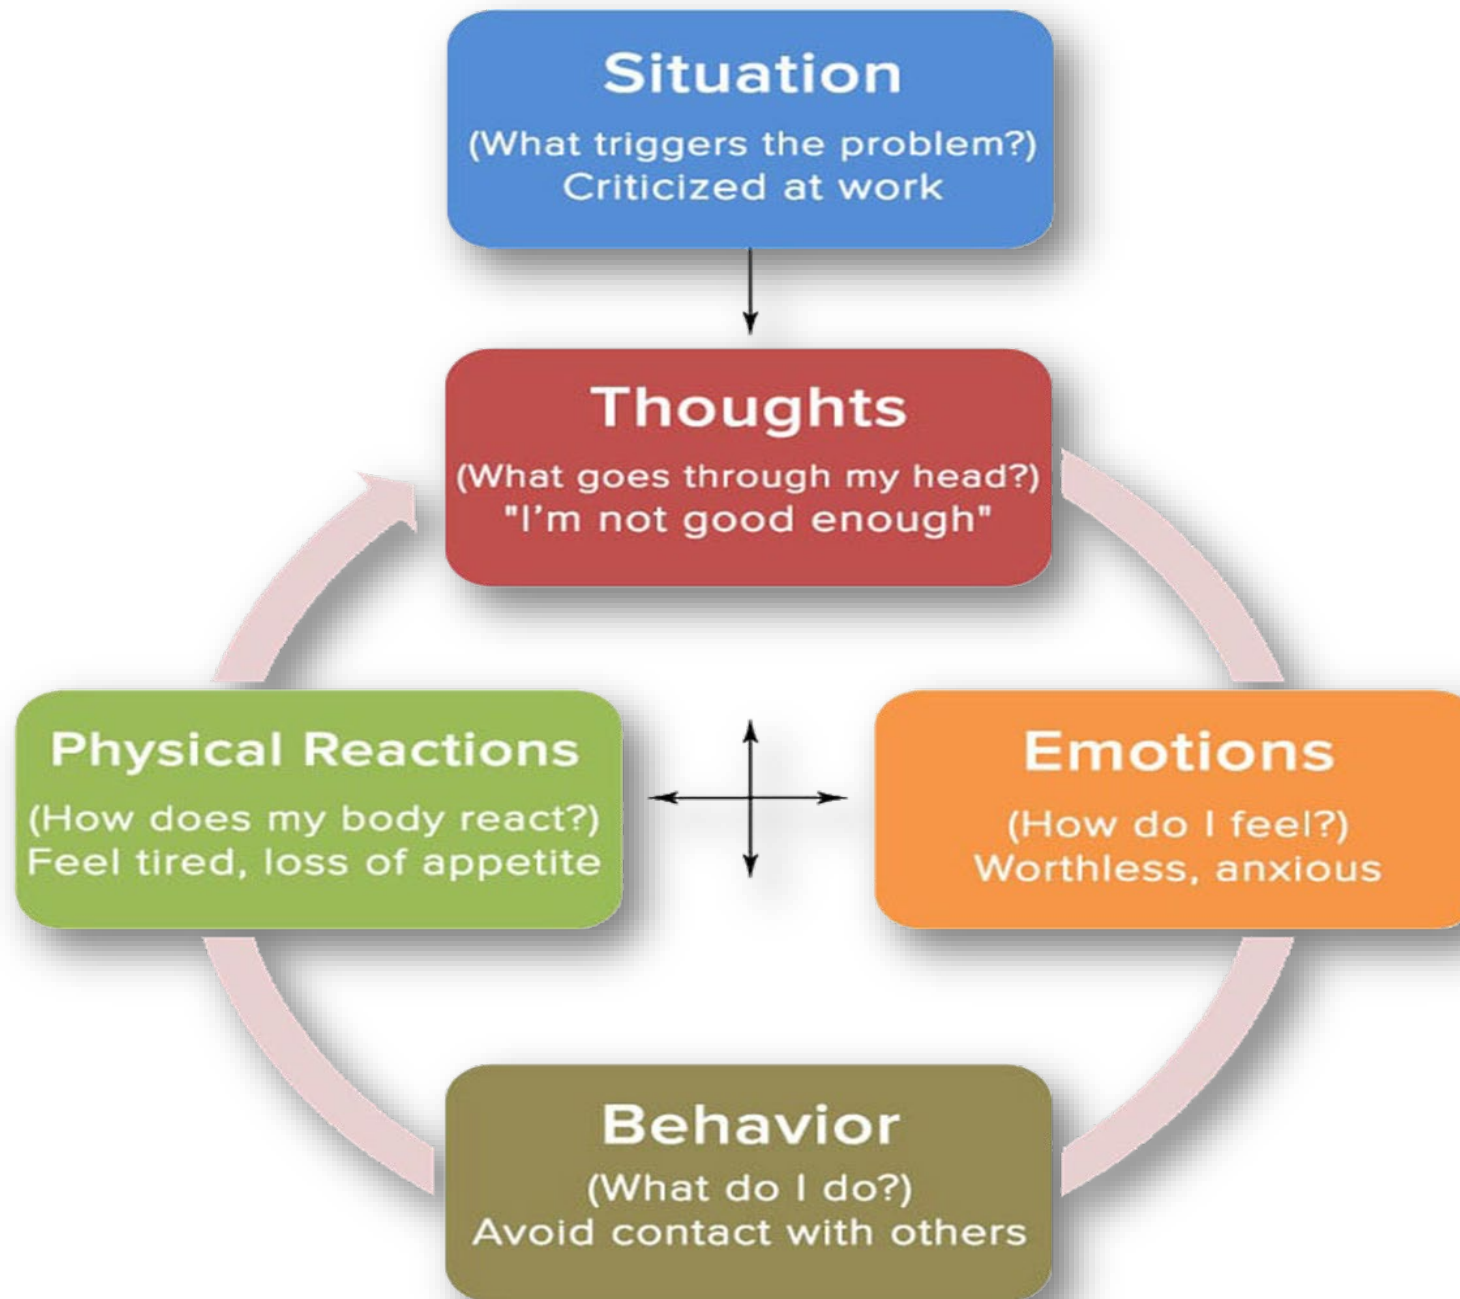 Situation
(What triggers the problem?)
Criticized at work
Thoughts
(What goes through my head?)
"I’m not good enough"
Physical Reactions
(How does my body react?)
Feel tired, loss of appetite
Emotions
(How do I feel?)
Worthless, anxious
Behavior
(What do I do?)
Avoid contact with others